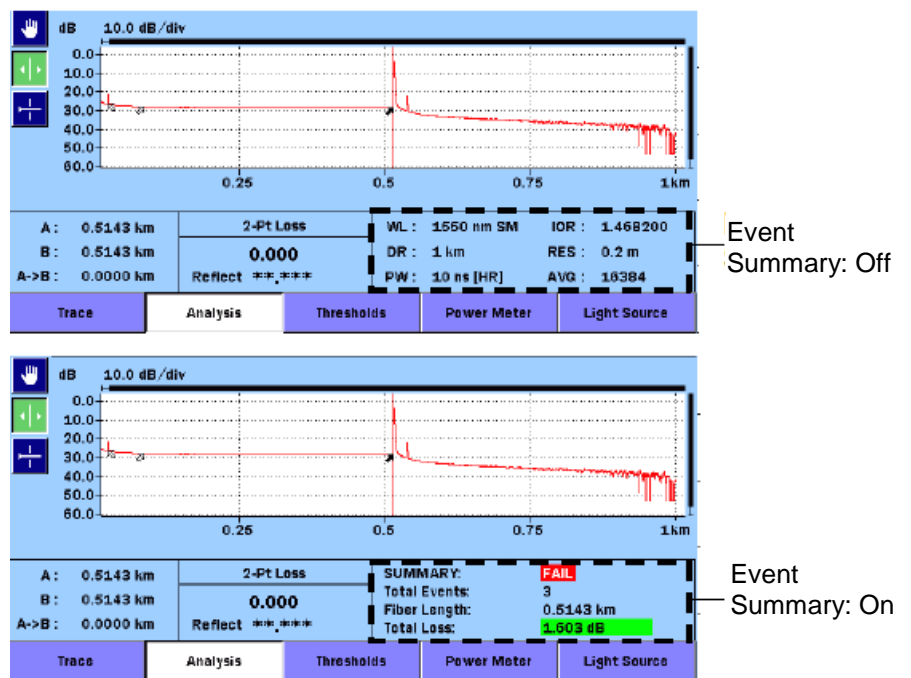 dB 10.0 dB/div
0.0
10.0
20.0
30.0
40.0
50.0
60.0
0.25 0.5 0.75 1km
A: 0.5143 km 2-Pt Loss WL: 1550 nm SM IOR: 1.468200
B: 0.5143 km 0.000 DR: 1 km RES: 0.2 m
A->B: 0.0000 km Reflect **.*** PW: 10 ns [HR] AVG: 16384
Event
Summary: Off
Trace Analysis Thresholds Power Meter Light Source
dB 10.0 dB/div
0.0
10.0
20.0
30.0
40.0
50.0
60.0
0.25 0.5 0.75 1km
A: 0.5143 km 2-Pt Loss SUMMARY: FAIL
Total Events: 3
B: 0.5143 km 0.000 Fiber Length: 0.5143 km
A->B: 0.0000 km Reflect **.*** Total Loss: 1.603 dB
Event
Summary: On
Trace Analysis Thresholds Power Meter Light Source